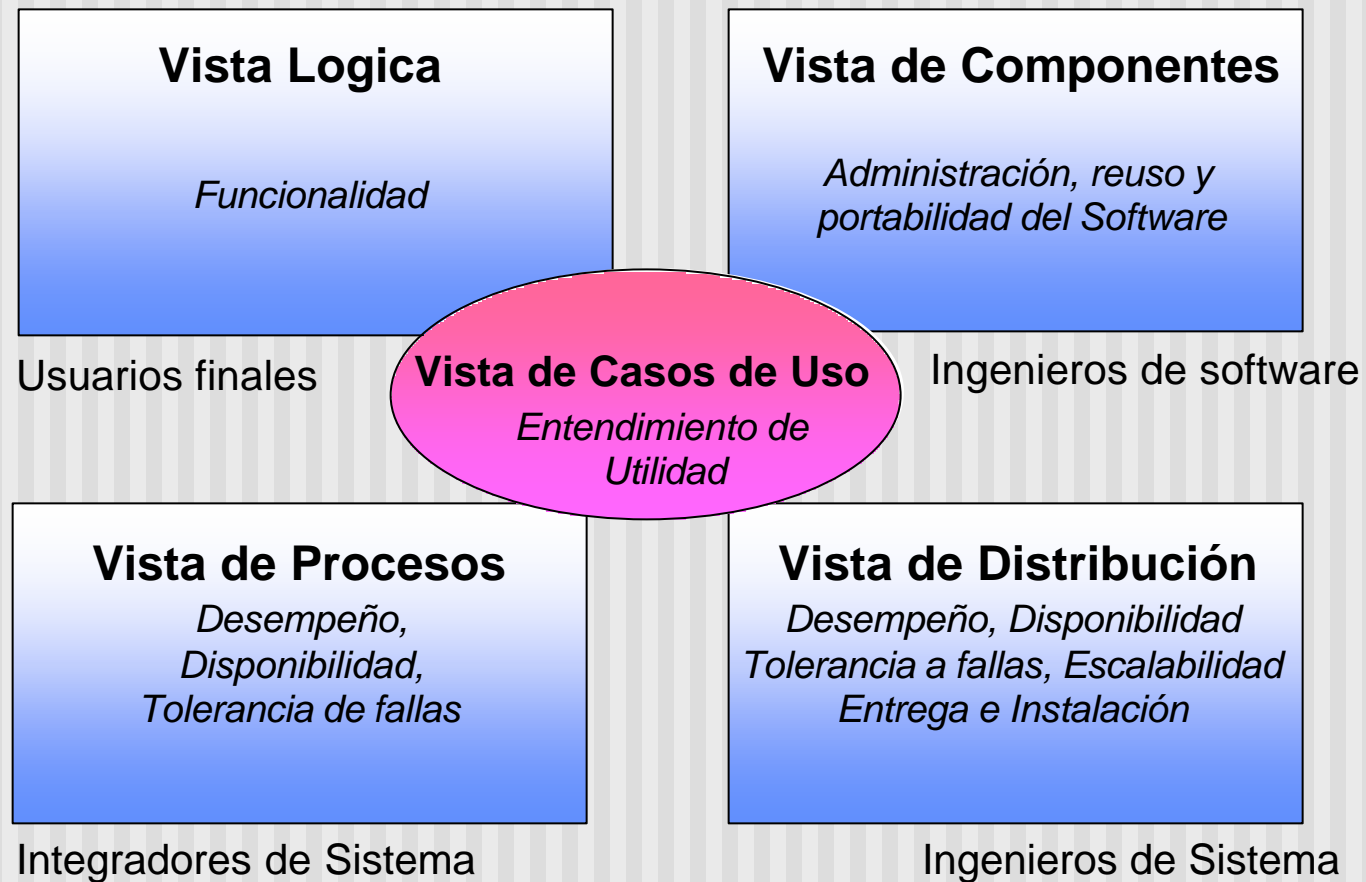 Vista Logica
Funcionalidad
Usuarios finales
Vista de Componentes
Administración, reuso y
portabilidad del Software
Ingenieros de software
Vista de Casos de Uso
Entendimiento de
Utilidad
Vista de Procesos
Desempeño,
Disponibilidad,
Tolerancia de fallas
Integradores de Sistema
Vista de Distribución
Desempeño, Disponibilidad
Tolerancia a fallas, Escalabilidad
Entrega e Instalación
Ingenieros de Sistema